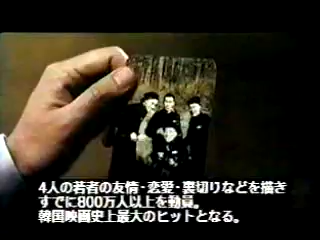 4人の若者の友情・恋愛・裏切りなどを描き
すでに800万人以上を動員。
韓国映画史上最大のヒットとなる。